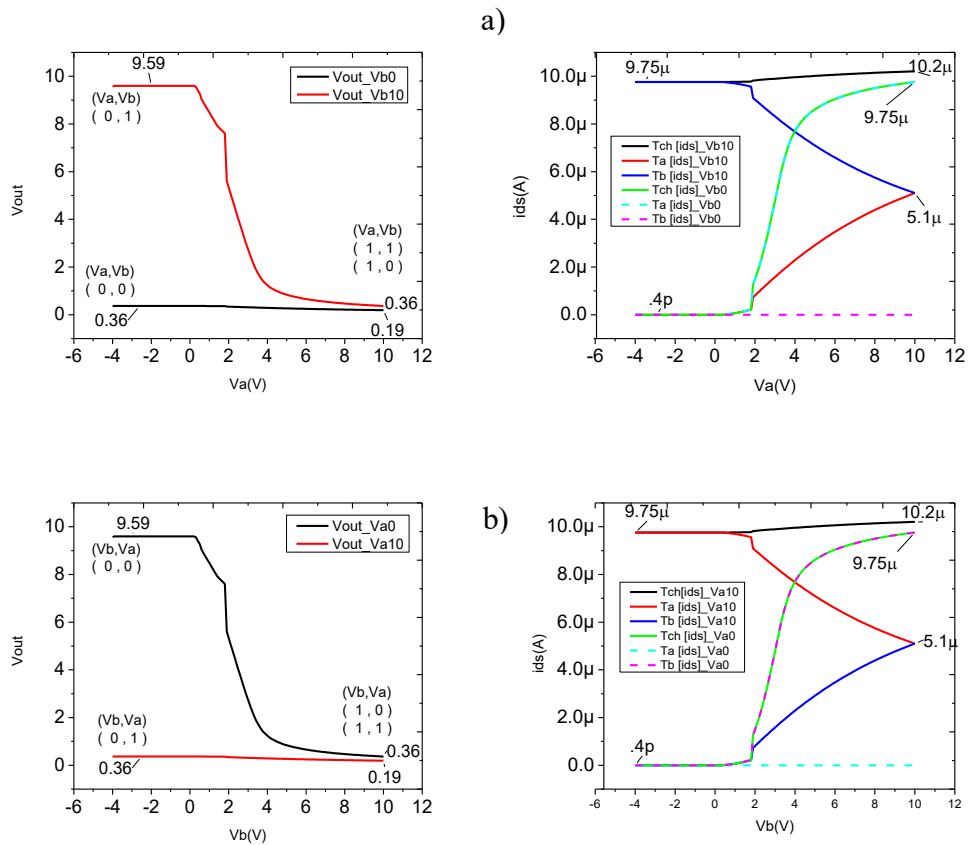 a)
10
8
6
4
2
0
Vout
9.59
(Va,Vb)
( 0 , 1 )
Vout_Vb0
Vout_Vb10
(Va,Vb)
( 0 , 0 )
0.36
(Va,Vb)
( 1 , 1 )
( 1 , 0 )
0.36
0.19
-6 -4 -2 0 2 4 6 8 10 12
Va(V)
10.0µ
8.0µ
6.0µ
4.0µ
2.0µ
0.0
ids(A)
9.75µ
10.2µ
9.75µ
Tch [ids]_Vb10
Ta [ids]_Vb10
Tb [ids]_Vb10
Tch [ids]_Vb0
Ta [ids]_Vb0
Tb [ids]_Vb0
5.1µ
.4p
-6 -4 -2 0 2 4 6 8 10 12
Va(V)
b)
10
8
6
4
2
0
Vout
9.59
(Vb,Va)
( 0 , 0 )
Vout_Va0
Vout_Va10
(Vb,Va)
( 0 , 1 )
0.36
(Vb,Va)
( 1 , 0 )
( 1 , 1 )
0.36
0.19
-6 -4 -2 0 2 4 6 8 10 12
Vb(V)
10.0µ
8.0µ
6.0µ
4.0µ
2.0µ
0.0
ids(A)
9.75µ
10.2µ
9.75µ
Tch[ids]_Va10
Ta [ids]_Va10
Tb [ids]_Va10
Tch [ids]_Va0
Ta [ids]_Va0
Tb [ids]_Va0
5.1µ
.4p
-6 -4 -2 0 2 4 6 8 10 12
Vb(V)